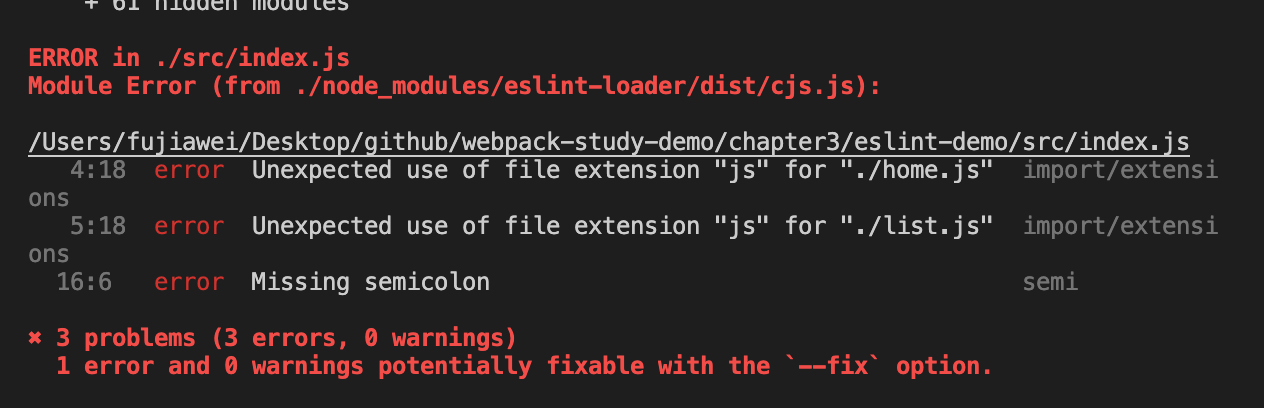 + 61 hidden modules
ERROR in ./src/index.js
Module Error (from ./node_modules/eslint-loader/dist/cjs.js):
/Users/fujiawei/Desktop/github/webpack-study-demo/chapter3/eslint-demo/src/index.js
4:18  error  Unexpected use of file extension "js" for "./home.js"  import/extensi
ons
5:18  error  Unexpected use of file extension "js" for "./list.js"  import/extensi
ons
16:6  error  Missing semicolon  semi
✖ 3 problems (3 errors, 0 warnings)
1 error and 0 warnings potentially fixable with the `--fix` option.